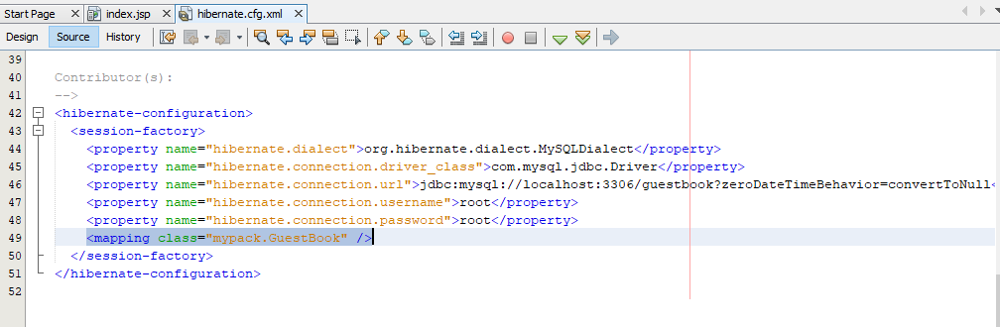 Start Page
index.jsp
hibernate.cfg.xml
Design Source History
39
40 Contributor(s):
41 -->
42 <hibernate-configuration>
43 <session-factory>
44 <property name="hibernate.dialect">org.hibernate.dialect.MySQLDialect</property>
45 <property name="hibernate.connection.driver_class">com.mysql.jdbc.Driver</property>
46 <property name="hibernate.connection.url">jdbc:mysql://localhost:3306/guestbook?zeroDateTimeBehavior=convertToNull<
47 <property name="hibernate.connection.username">root</property>
48 <property name="hibernate.connection.password">root</property>
49 <mapping class="mypack.GuestBook" />
50 </session-factory>
51 </hibernate-configuration>
52